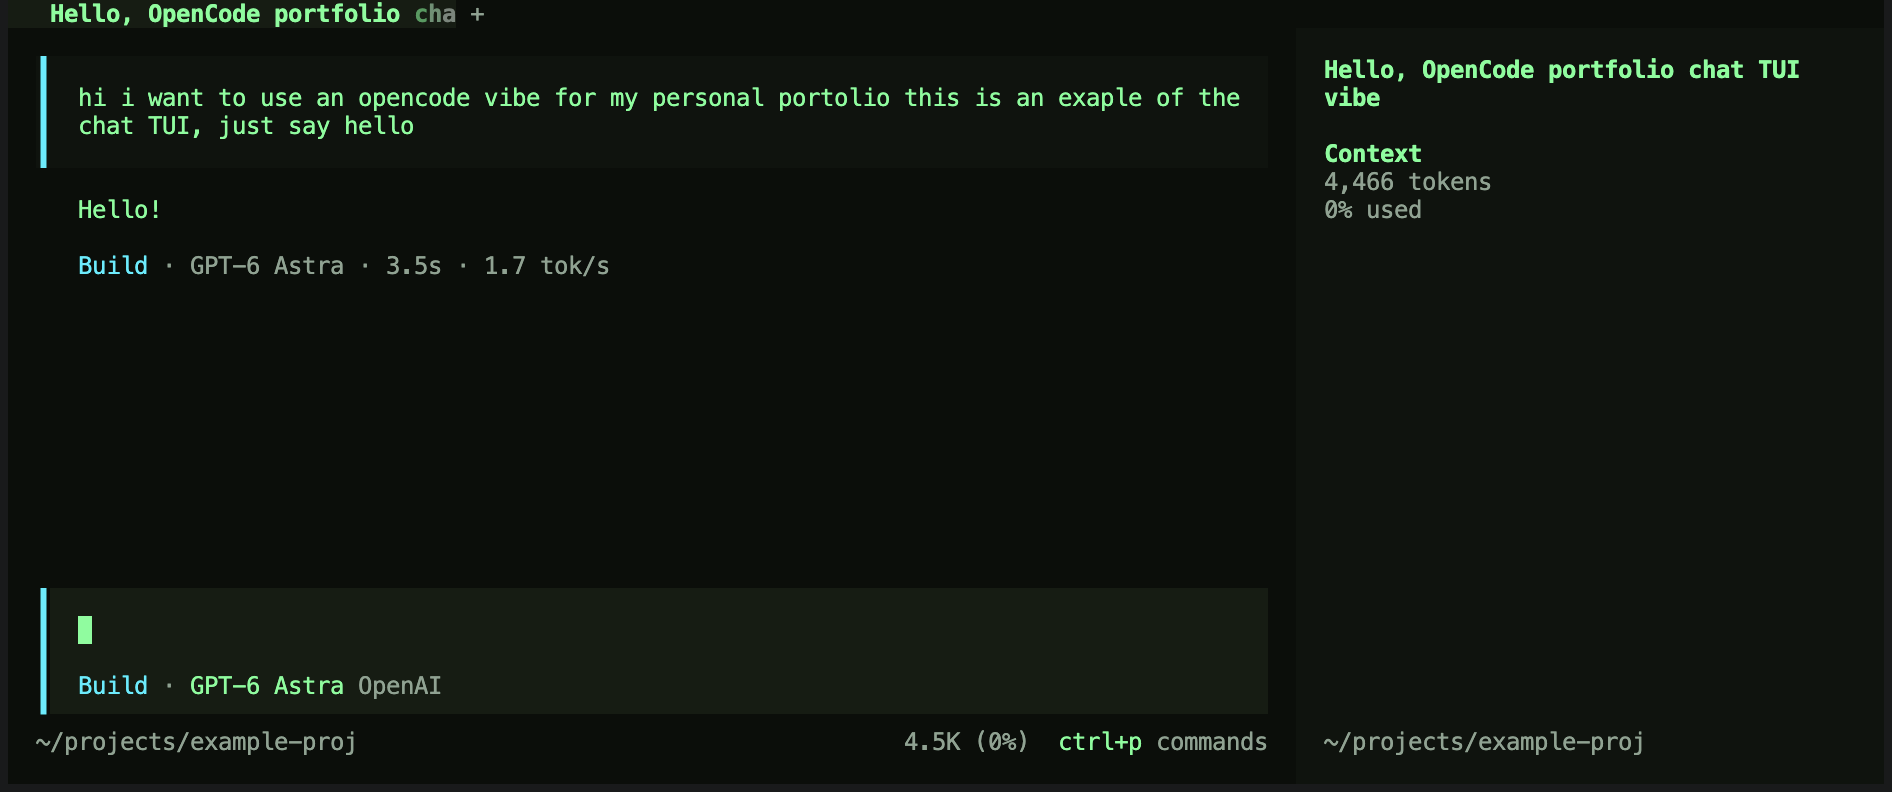 Hello, OpenCode portfolio cha +
hi i want to use an opencode vibe for my personal portolio this is an exaple of the
chat TUI, just say hello
Hello!
Build · GPT-6 Astra · 3.5s · 1.7 tok/s
Build · GPT-6 Astra OpenAI
~/projects/example-proj
4.5K (0%) ctrl+p commands
Hello, OpenCode portfolio chat TUI
vibe
Context
4,466 tokens
0% used
~/projects/example-proj